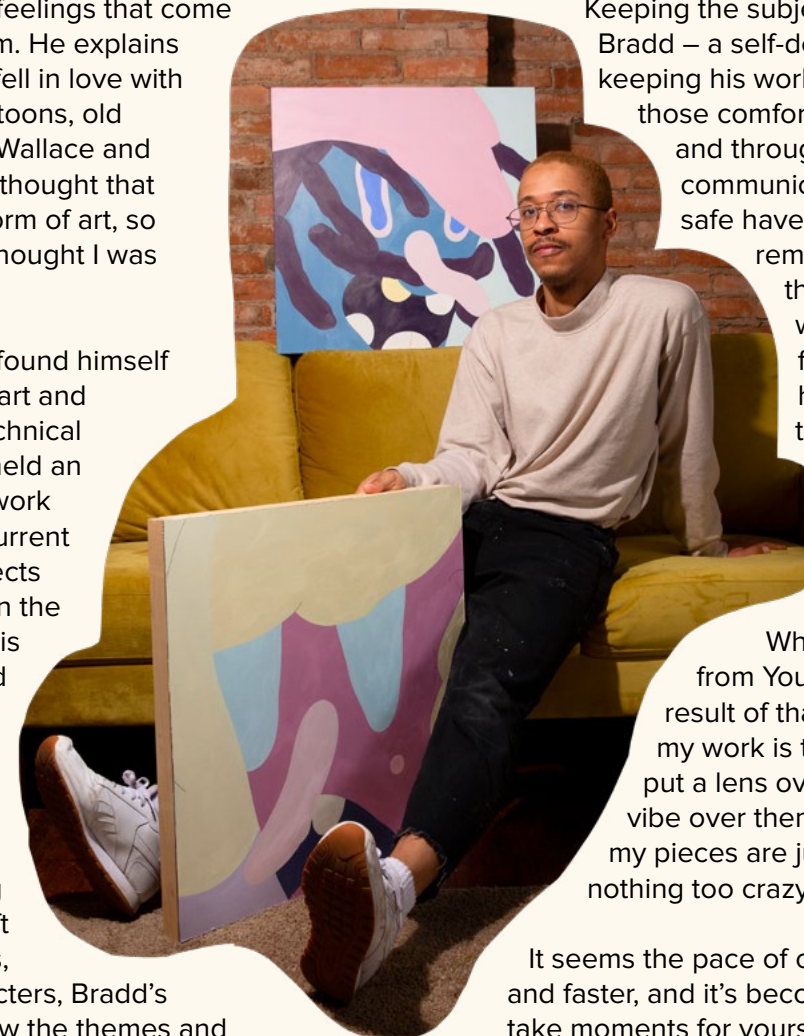 feelings that come
m. He explains
fell in love with
toons, old
Wallace and
thought that
orm of art, so
hought I was
found himself
art and
chnical
held an
work
urrent
ects
n the
is
d
ft
s,
cters, Bradd’s
w the themes and
Keeping the subje
Bradd – a self-de
keeping his worl
those comfor
and throug
communic
safe have
rem
th
w
f
h
t
Wh
from You
result of tha
my work is t
put a lens ov
vibe over ther
my pieces are ju
nothing too crazy
It seems the pace of c
and faster, and it’s beco
take moments for yours